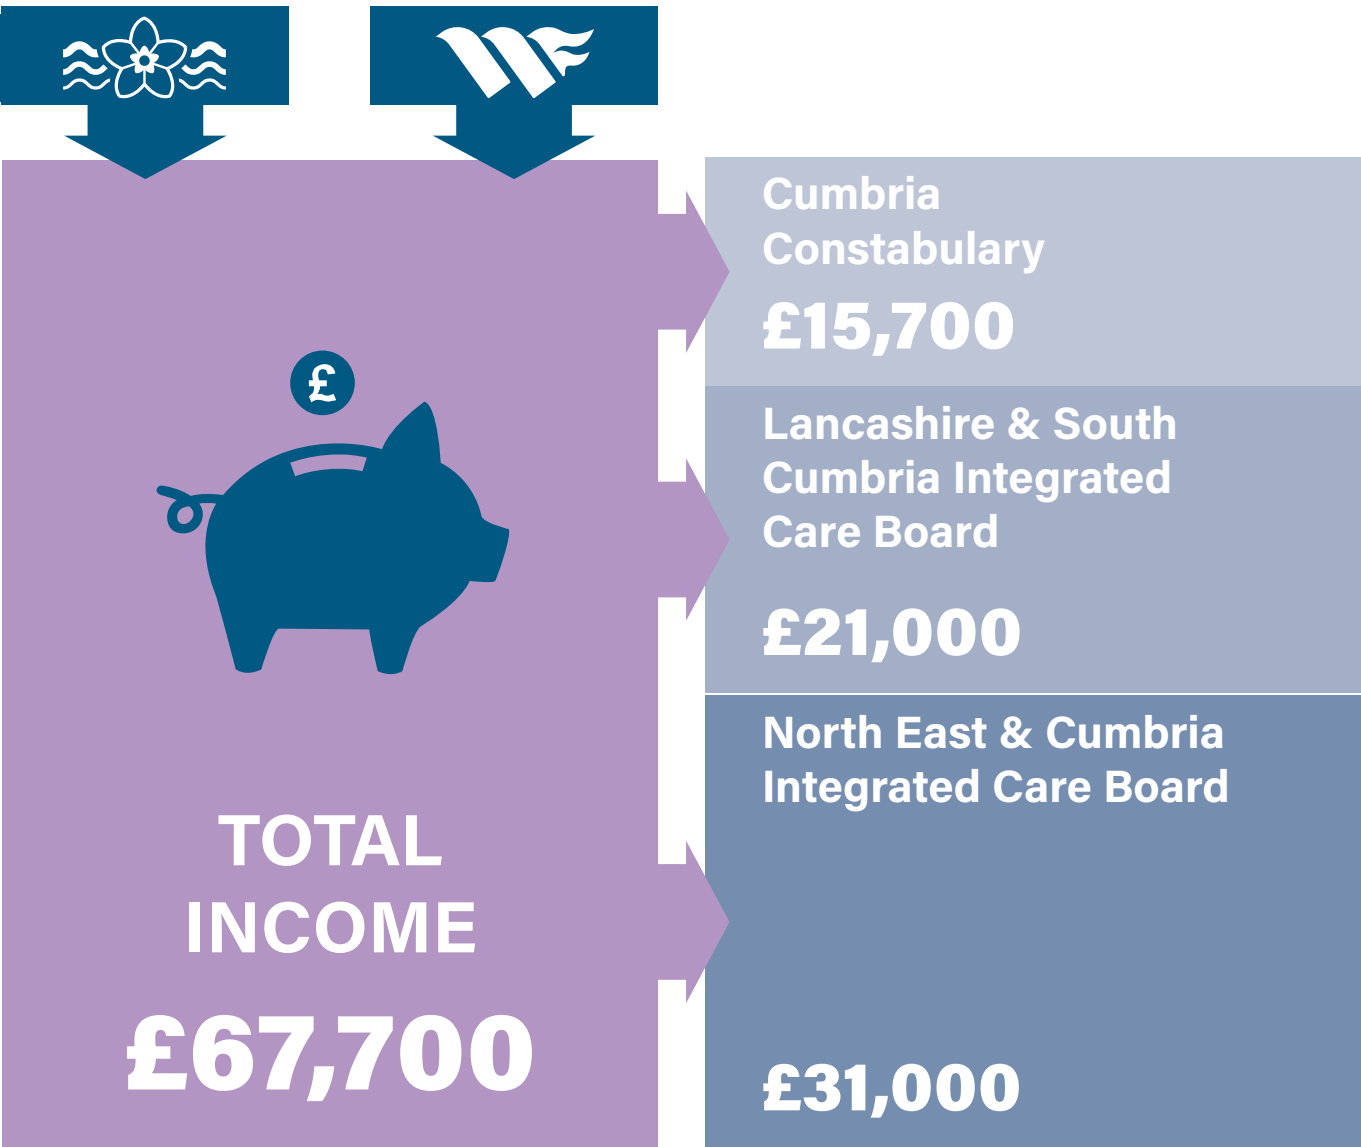 £
TOTAL
INCOME
£67,700
Cumbria
Constabulary
£15,700
Lancashire & South
Cumbria Integrated
Care Board
£21,000
North East & Cumbria
Integrated Care Board
£31,000